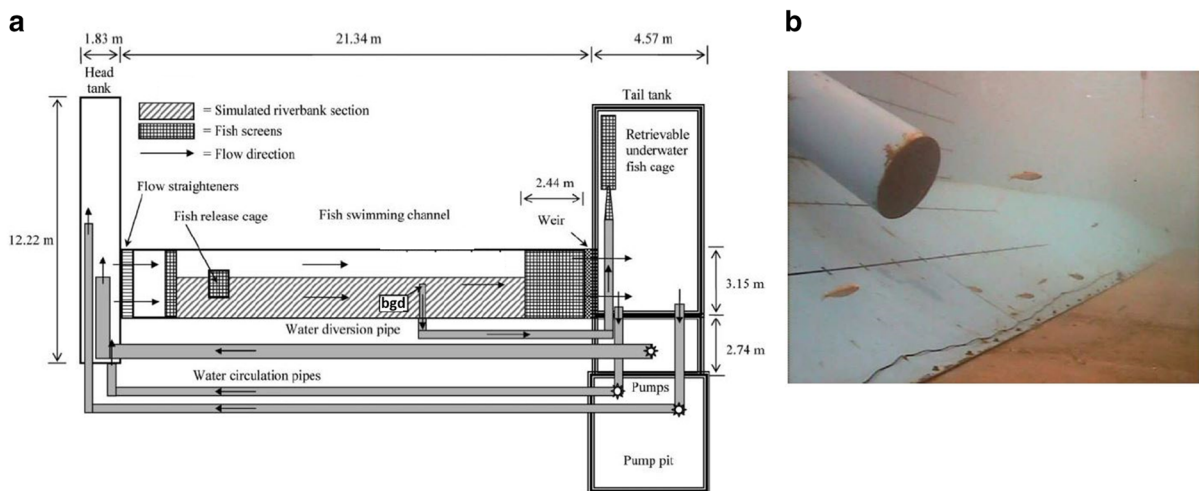 a
b
1.83 m
21.34 m
4.57 m
Head
tank
Tail tank
= Simulated riverbank section
= Fish screens
= Flow direction
Retrievable
underwater
fish cage
2.44 m
Flow straighteners
Fish release cage
Fish swimming channel
Weir
12.22 m
3.15 m
bgd
Water diversion pipe
2.74 m
Water circulation pipes
Pumps
Pump pit